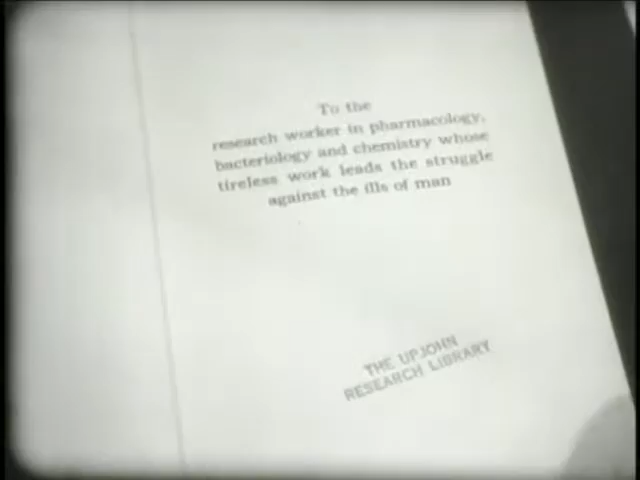 To the
research worker in pharmacology,
bacteriology and chemistry whose
tireless work leads the struggle
against the ills of man
THE UPJOHN
RESEARCH LIBRARY